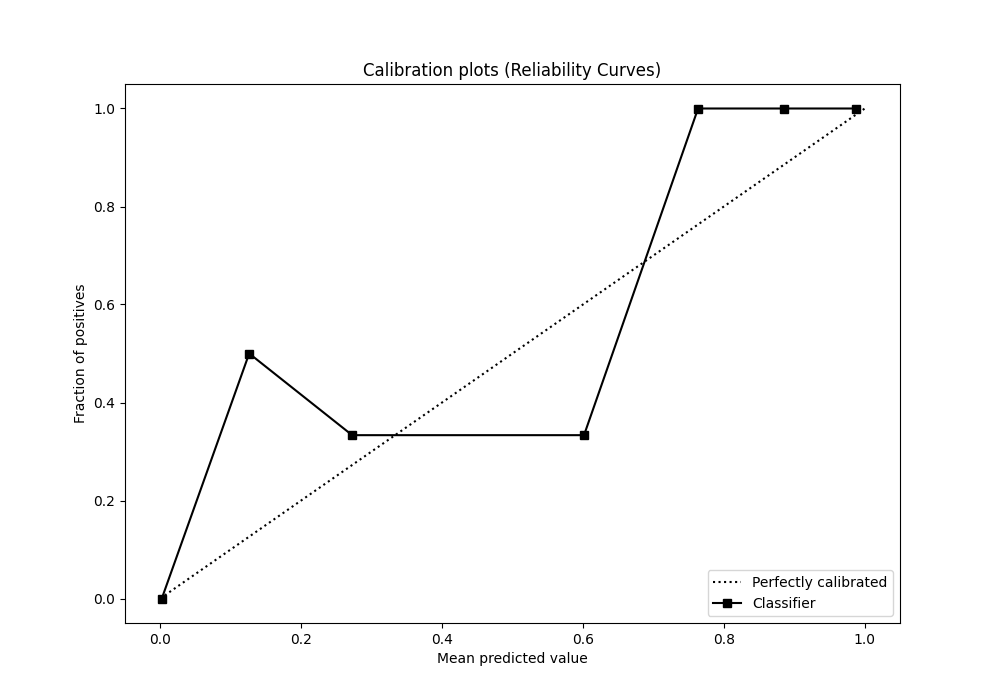 Calibration plots (Reliability Curves)
Fraction of positives
1.0
0.8
0.6
0.4
0.2
0.0
0.0 0.2 0.4 0.6 0.8 1.0
Mean predicted value
Perfectly calibrated
Classifier